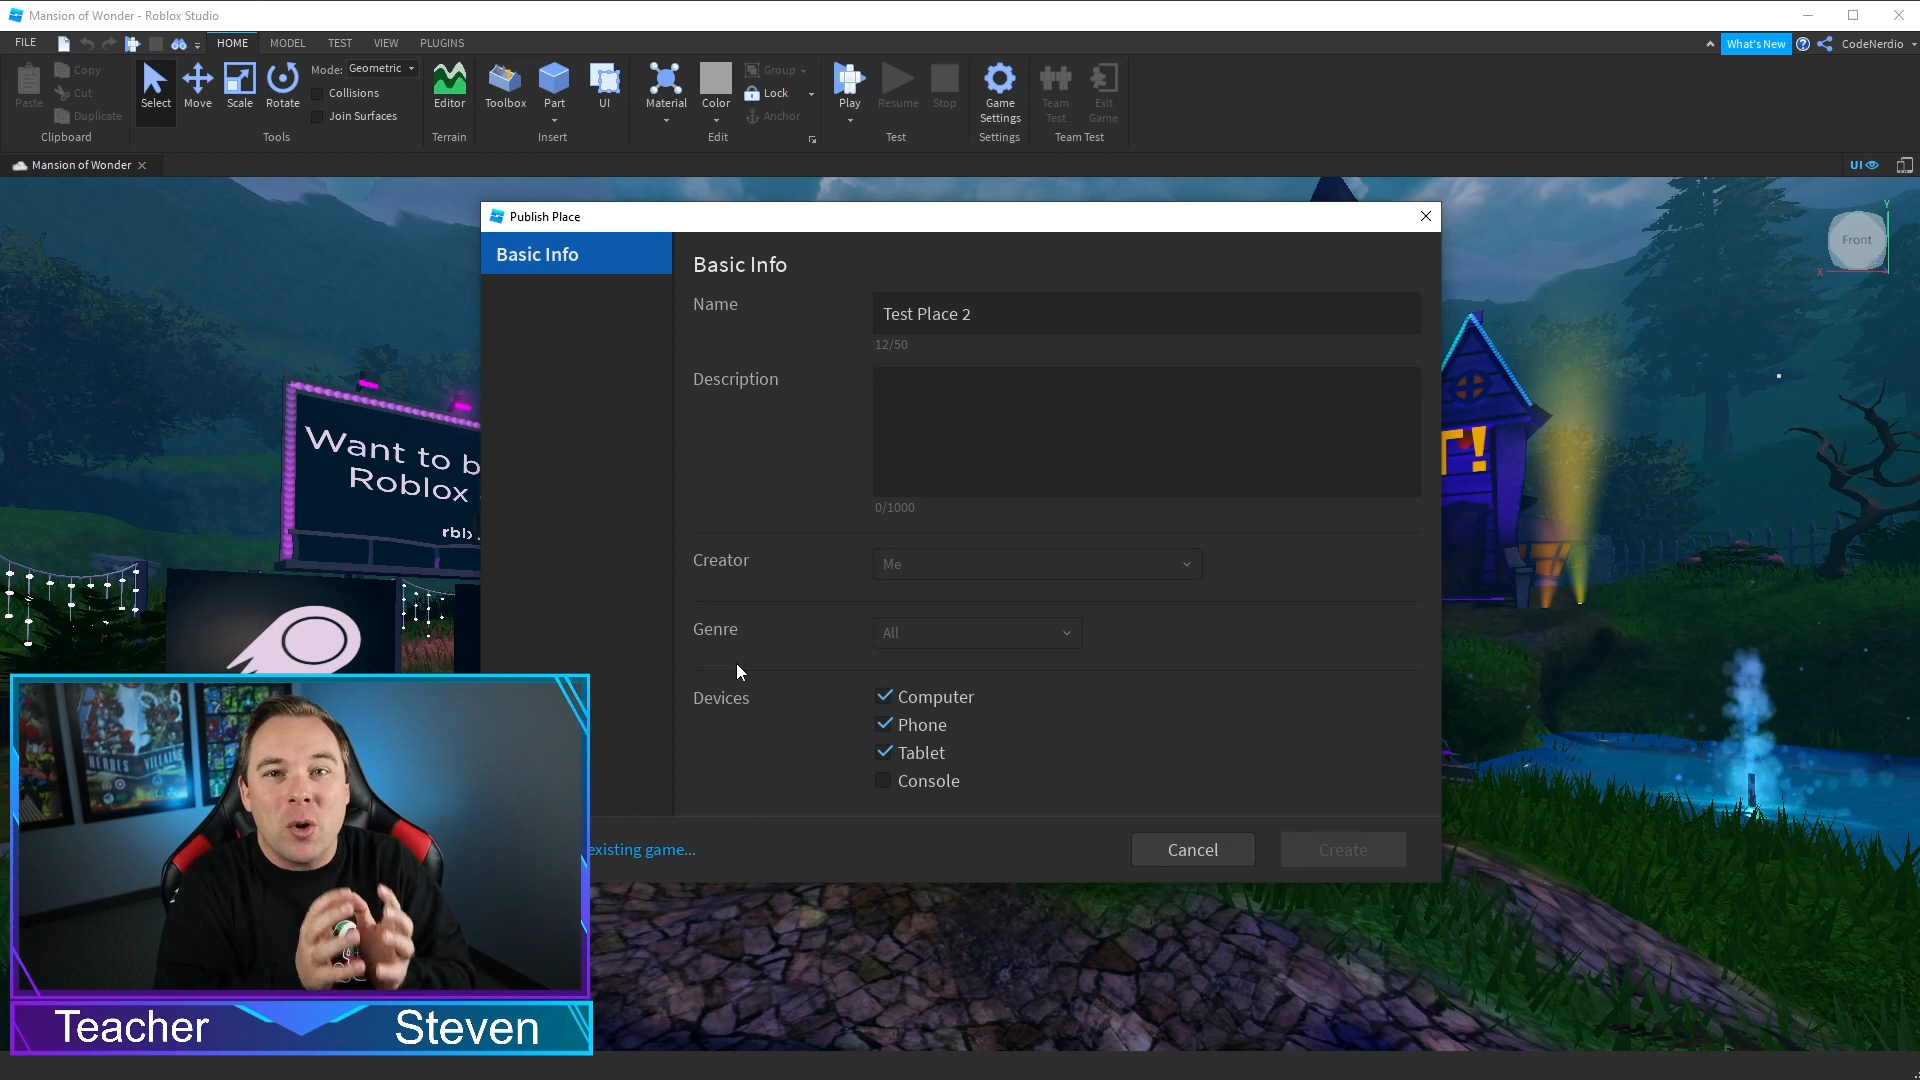 Mansion of Wonder - Roblox Studio
FILE
HOME
MODEL
TEST
VIEW
PLUGINS
What's New
CodeNerdio
Paste
Copy
Cut
Duplicate
Clipboard
Select
Move
Scale
Rotate
Mode: Geometric
Collisions
Join Surfaces
Tools
Editor
Terrain
Toolbox
Part
UI
Insert
Material
Color
Group
Lock
Anchor
Edit
Play
Resume
Stop
Test
Game
Settings
Settings
Team
Test
Exit
Game
Team Test
Mansion of Wonder
UI
Y
Front
X
Publish Place
Basic Info
Basic Info
Name
Test Place 2
12/50
Description
0/1000
Creator
Me
Genre
All
Devices
Computer
Phone
Tablet
Console
existing game...
Cancel
Create
Want to b
Roblox
rblx.
T!
HEROES VILLAINS
Teacher
Steven